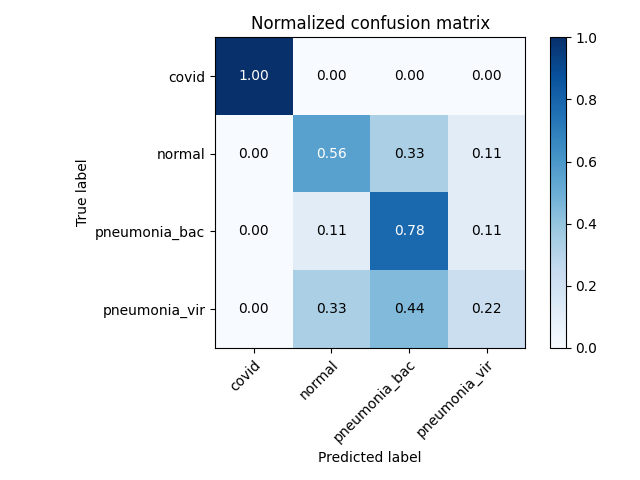 Normalized confusion matrix
covid 1.00 0.00 0.00 0.00
normal 0.00 0.56 0.33 0.11
pneumonia_bac 0.00 0.11 0.78 0.11
pneumonia_vir 0.00 0.33 0.44 0.22
True label
covid normal pneumonia_bac pneumonia_vir
Predicted label
1.0
0.8
0.6
0.4
0.2
0.0